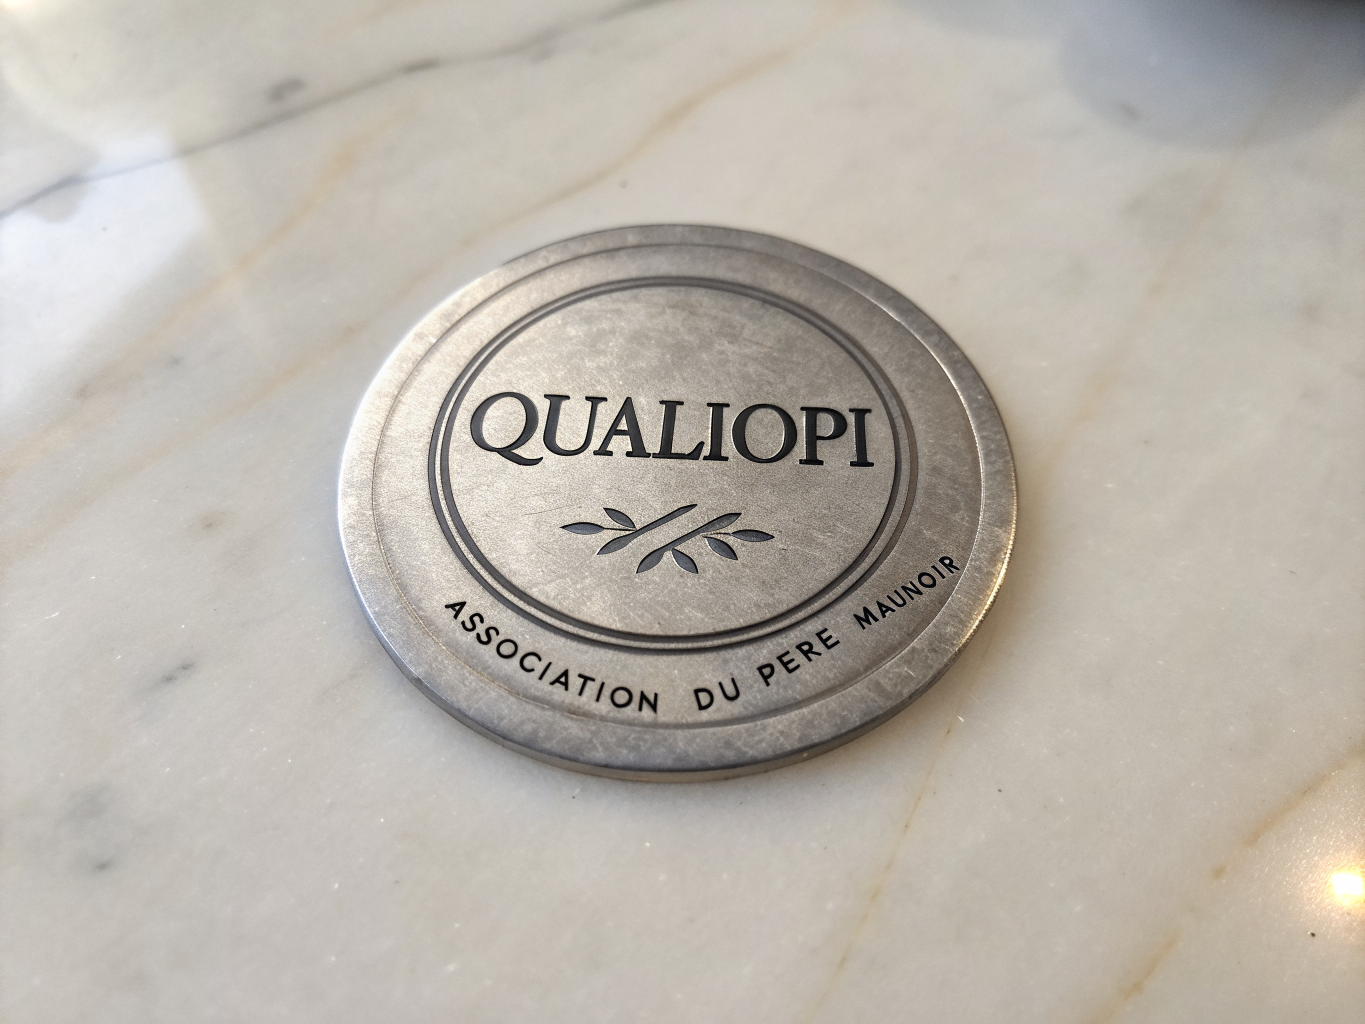 QUALIOPI
ASSOCIATION DU PERE MAUNOIR